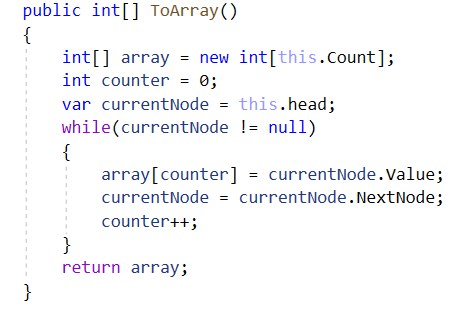 public int[] ToArray()
{
    int[] array = new int[this.Count];
    int counter = 0;
    var currentNode = this.head;
    while(currentNode != null)
    {
        array[counter] = currentNode.Value;
        currentNode = currentNode.NextNode;
        counter++;
    }
    return array;
}